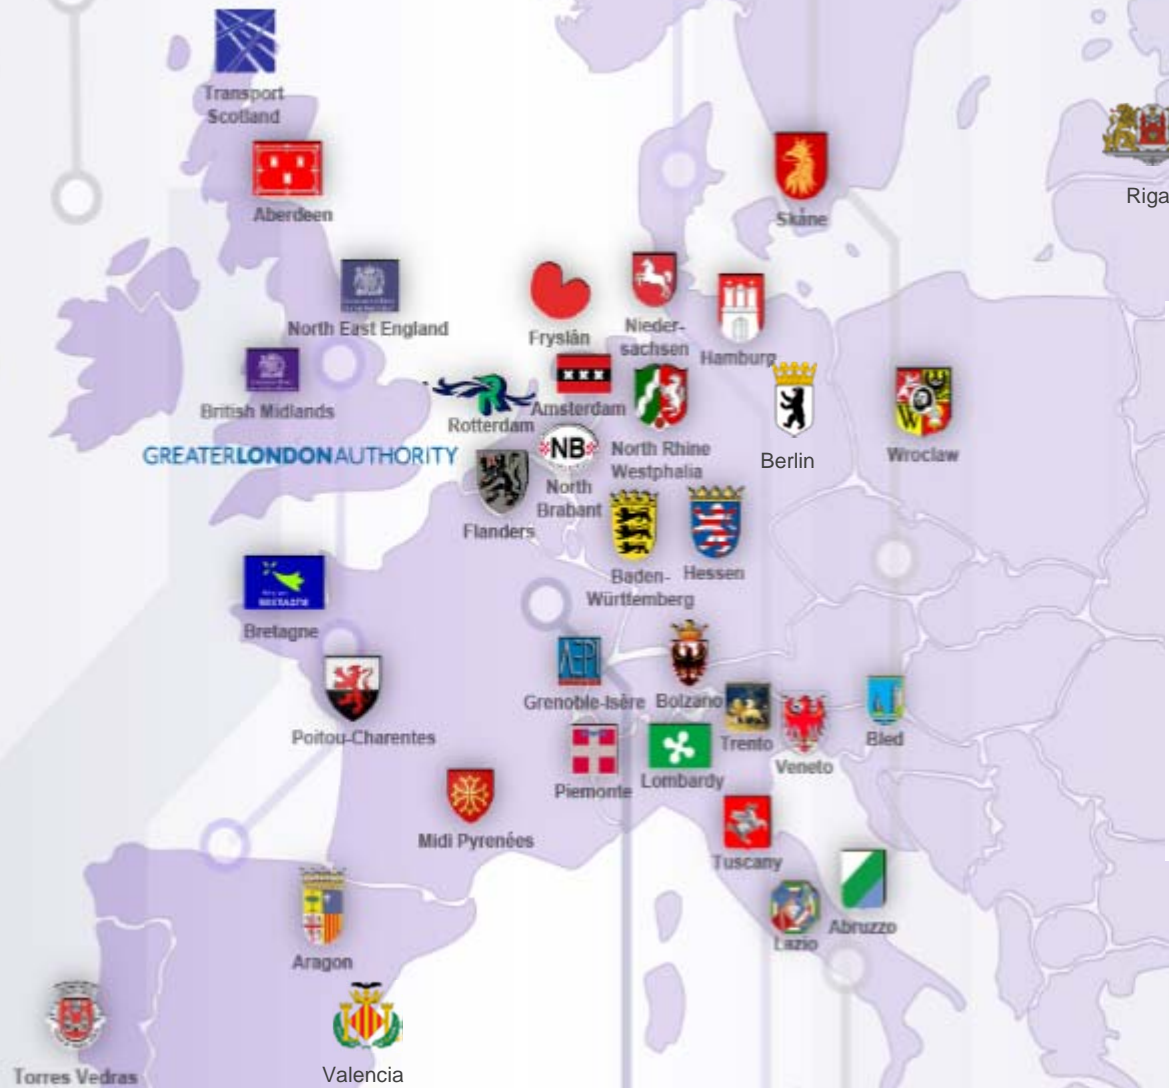 Transport
Scotland
Aberdeen
Riga
Skåne
North East England
Fryslân
Nieder-
sachsen
Hamburg
British Midlands
Rotterdam
Amsterdam
GREATERLONDONAUTHORITY
NB
North
Brabant
North Rhine
Westphalia
Berlin
W
Wroclaw
Flanders
Baden-
Württemberg
Hessen
BRETAGNE
Bretagne
AEPI
Grenoble-Isère
Bolzano
Trento
Veneto
Bled
Poitou-Charentes
Piemonte
Lombardy
Midi Pyrenées
Tuscany
Lazio
Abruzzo
Aragon
Torres Vedras
Valencia